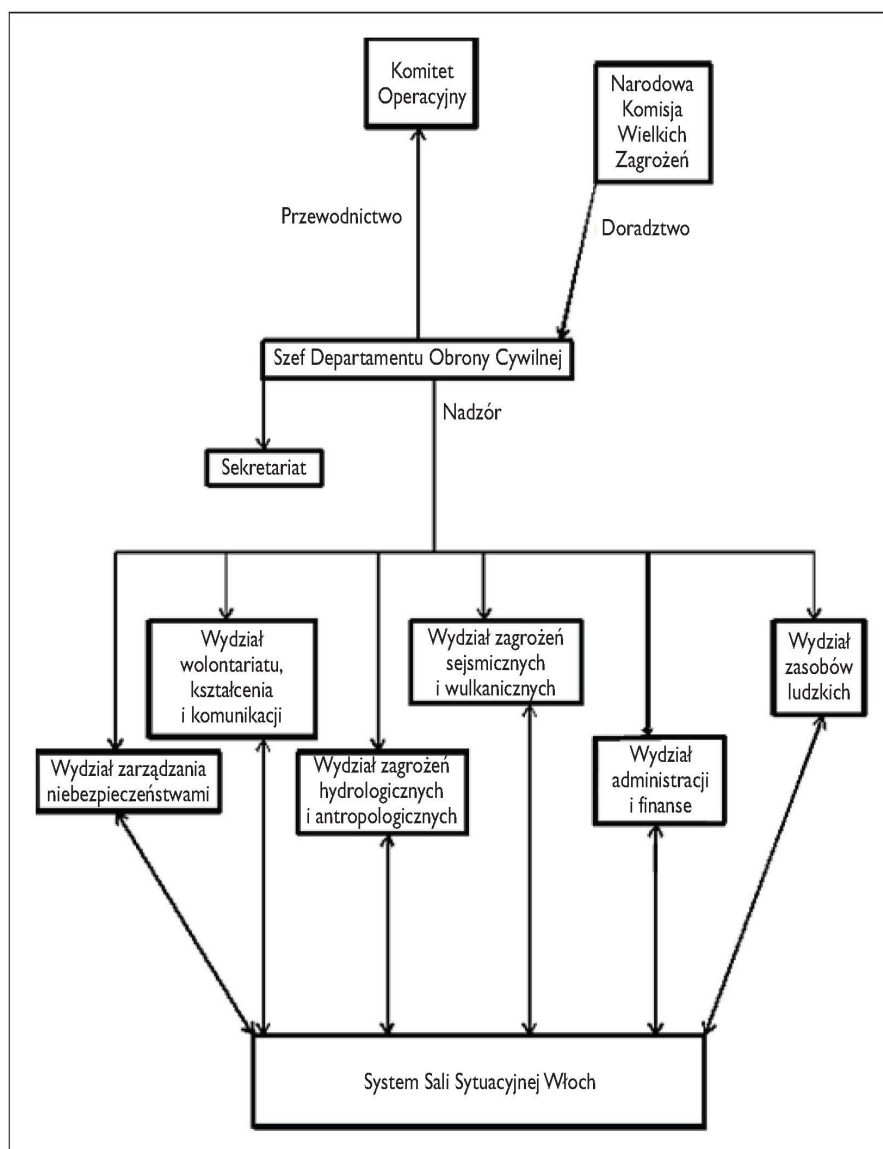 Komitet
Operacyjny
Narodowa
Komisja
Wielkich
Zagrożeń
Przewodnictwo
Doradztwo
Szef Departamentu Obrony Cywilnej
Nadzór
Sekretariat
Wydział
wolontariatu,
kształcenia
i komunikacji
Wydział zagrożeń
sejsmicznych
i wulkanicznych
Wydział
zasobów
ludzkich
Wydział zarządzania
niebezpieczeństwami
Wydział zagrożeń
hydrologicznych
i antropologicznych
Wydział
administracji
i finanse
System Sali Sytuacyjnej Włoch